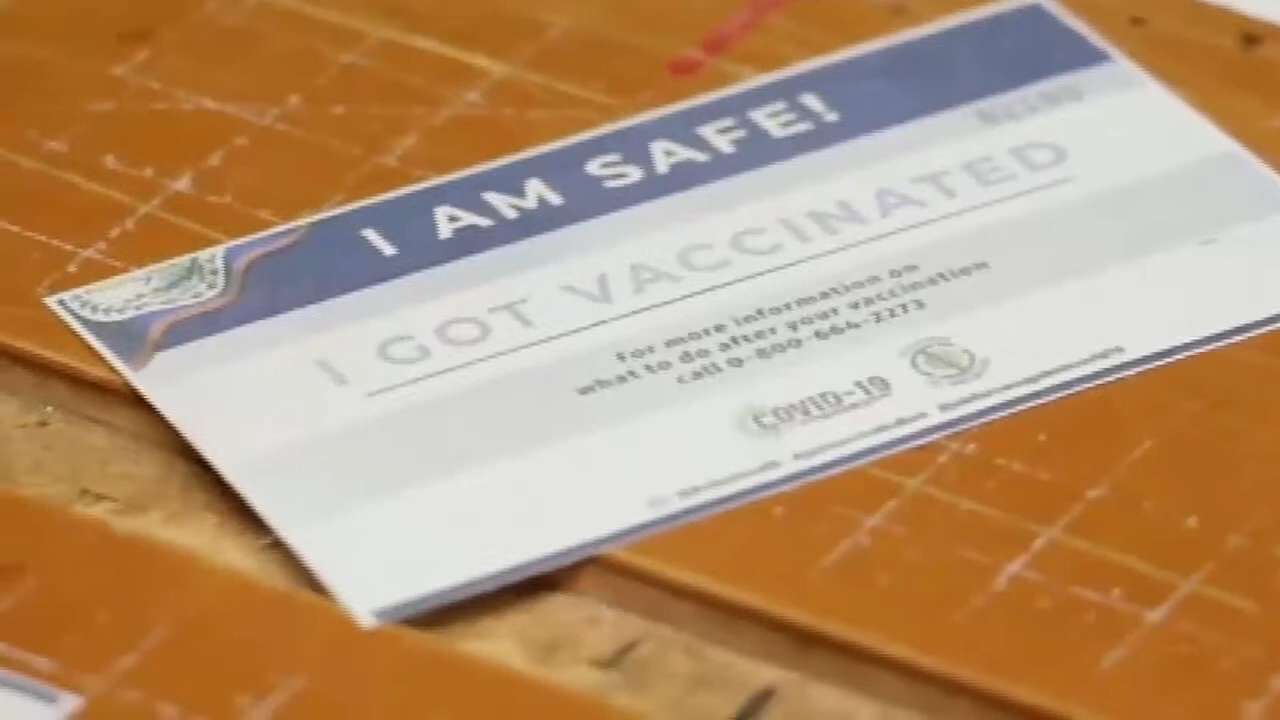 I AM SAFE!
I GOT VACCINATED
For more information on
what to do after your vaccination
call 0-800-664-2273
COVID-19